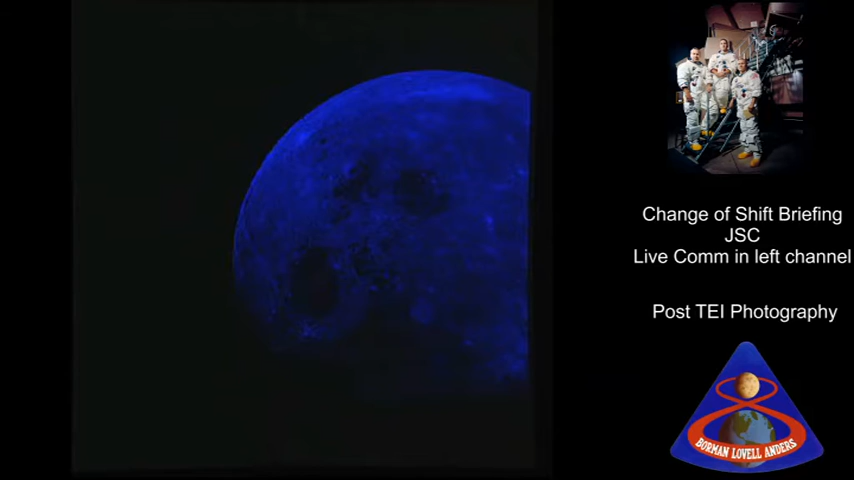 Change of Shift Briefing
JSC
Live Comm in left channel
Post TEI Photography
BORMAN LOVELL ANDERS